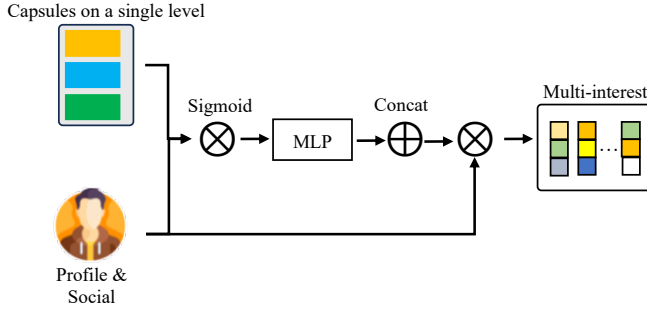 Capsules on a single level
Sigmoid
MLP
Concat
Multi-interest
...
Profile &
Social